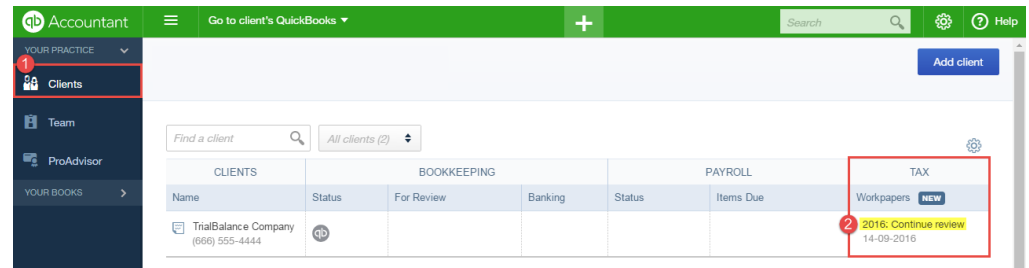 qb Accountant
Go to client's QuickBooks
Search
Help
YOUR PRACTICE
1
Clients
Team
ProAdvisor
YOUR BOOKS
Add client
Find a client
All clients (2)
CLIENTS BOOKKEEPING PAYROLL TAX
Name Status For Review Banking Status Items Due Workpapers NEW
TrialBalance Company qb 2 2016: Continue review
(666) 555-4444 14-09-2016